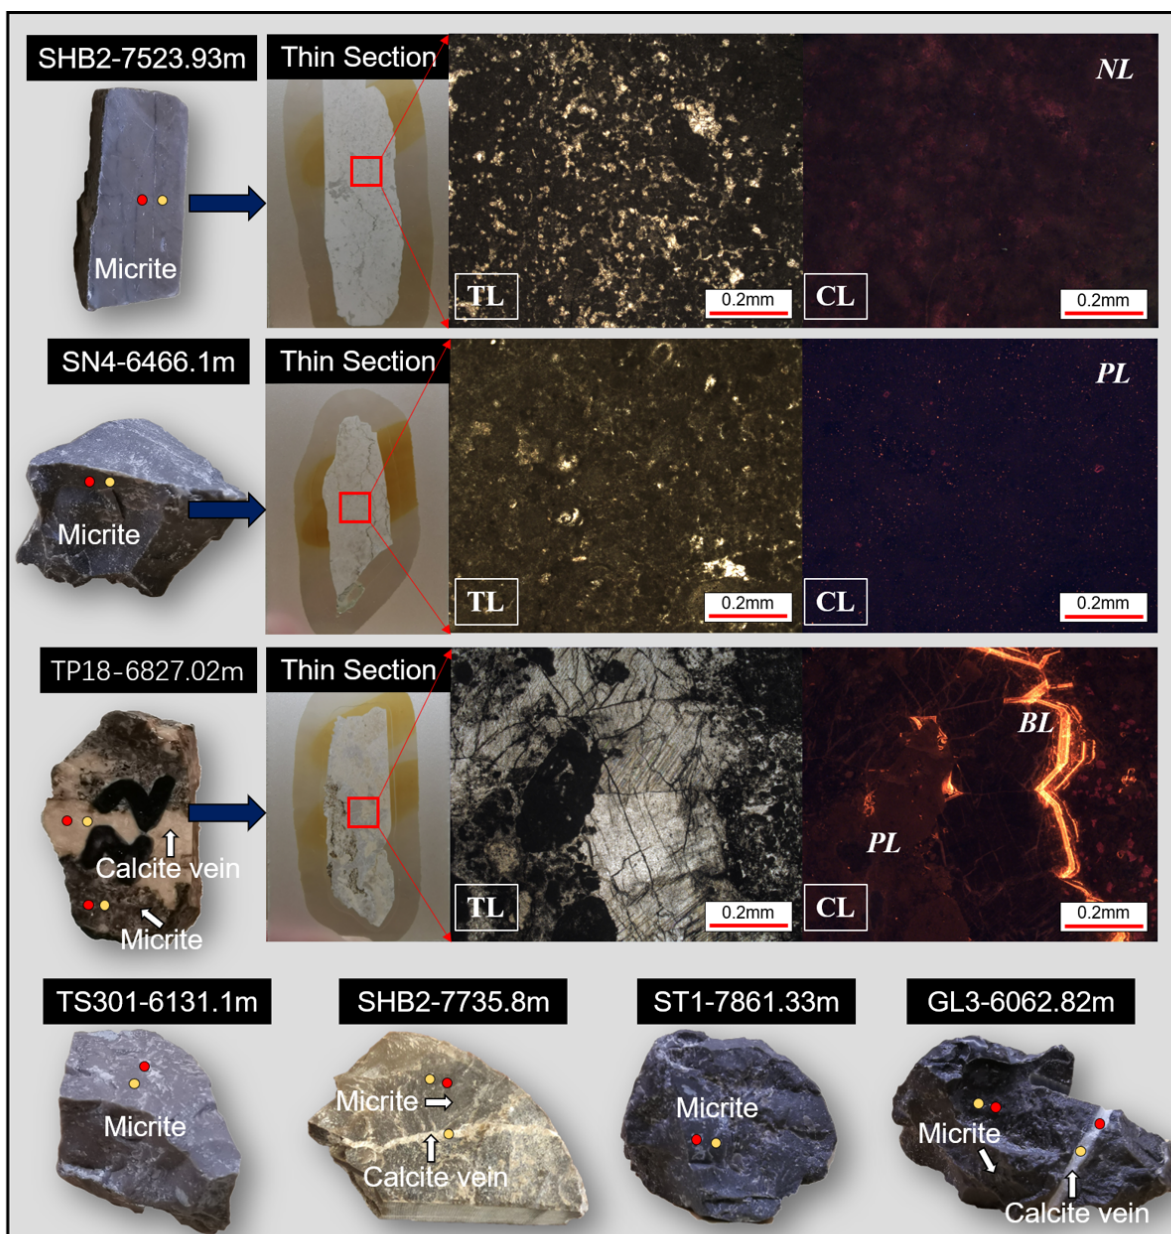 SHB2-7523.93m
Thin Section
Micrite
TL
0.2mm
NL
CL
0.2mm
SN4-6466.1m
Thin Section
Micrite
TL
0.2mm
PL
CL
0.2mm
TP18-6827.02m
Thin Section
Calcite vein
Micrite
TL
0.2mm
BL
PL
CL
0.2mm
TS301-6131.1m
SHB2-7735.8m
ST1-7861.33m
GL3-6062.82m
Micrite
Micrite
Calcite vein
Micrite
Micrite
Calcite vein